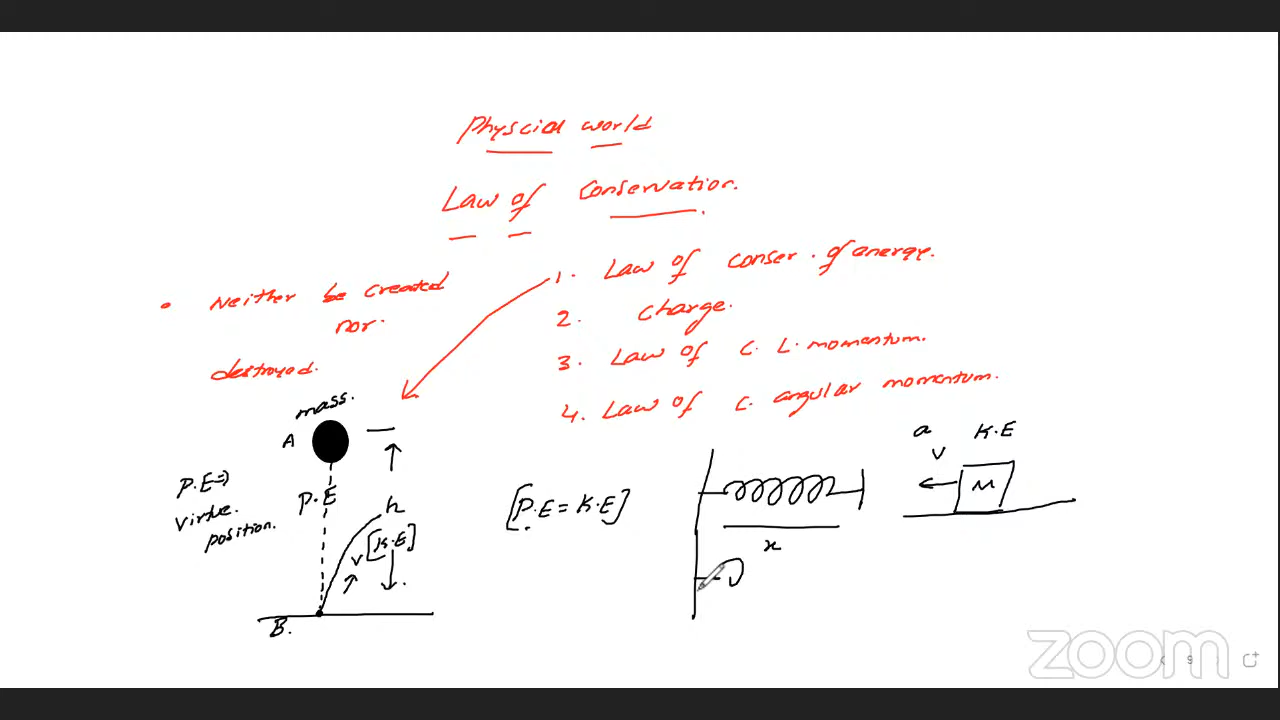 Physcial world
Law of Conservation.
1. Law of conser. of energy.
• Neither be created
nor.
destroyed.
2. charge.
3. Law of C. L. momentum.
4. Law of C. angular momentum.
mass.
A
P.E ⇒
virtue.
position.
P.E
h
v [K.E]
B.
[P.E = K.E]
x
a K.E
v
M
zoom
9